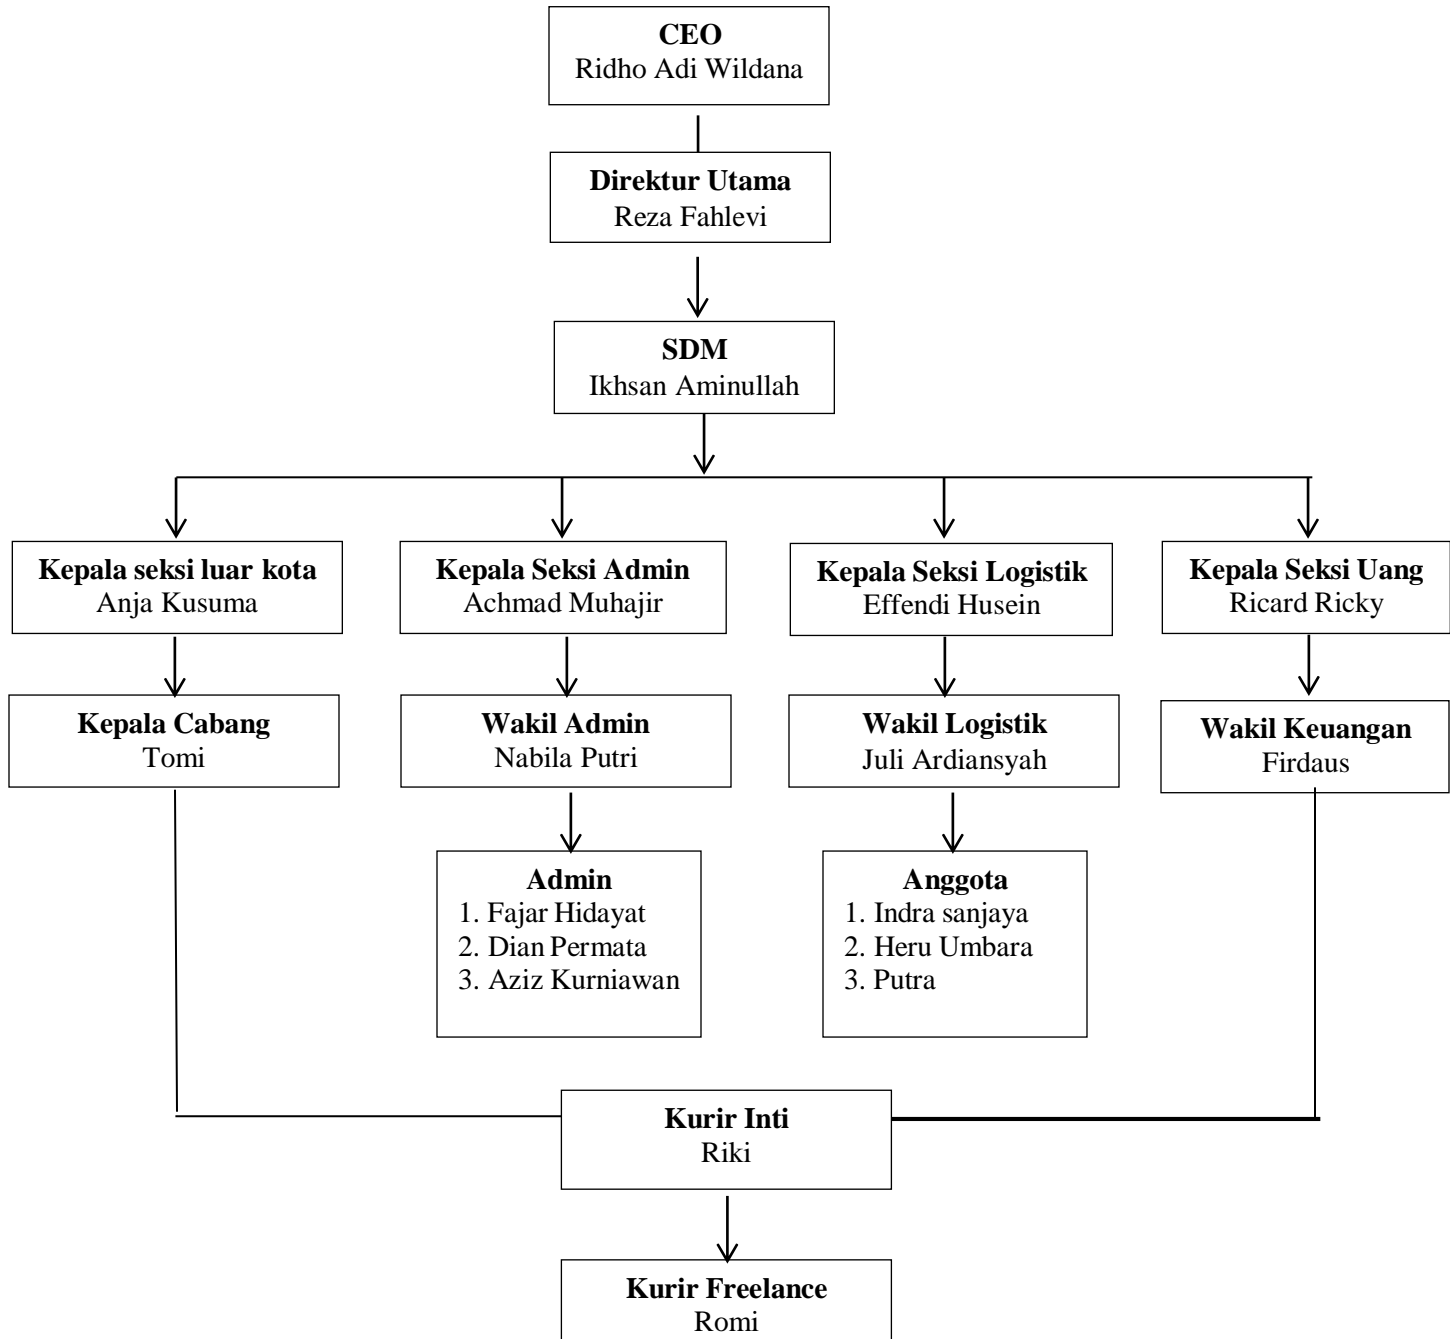 CEO
Ridho Adi Wildana
Direktur Utama
Reza Fahlevi
SDM
Ikhsan Aminullah
Kepala seksi luar kota
Anja Kusuma
Kepala Seksi Admin
Achmad Muhajir
Kepala Seksi Logistik
Effendi Husein
Kepala Seksi Uang
Ricard Ricky
Kepala Cabang
Tomi
Wakil Admin
Nabila Putri
Wakil Logistik
Juli Ardiansyah
Wakil Keuangan
Firdaus
Admin
1. Fajar Hidayat
2. Dian Permata
3. Aziz Kurniawan
Anggota
1. Indra sanjaya
2. Heru Umbara
3. Putra
Kurir Inti
Riki
Kurir Freelance
Romi